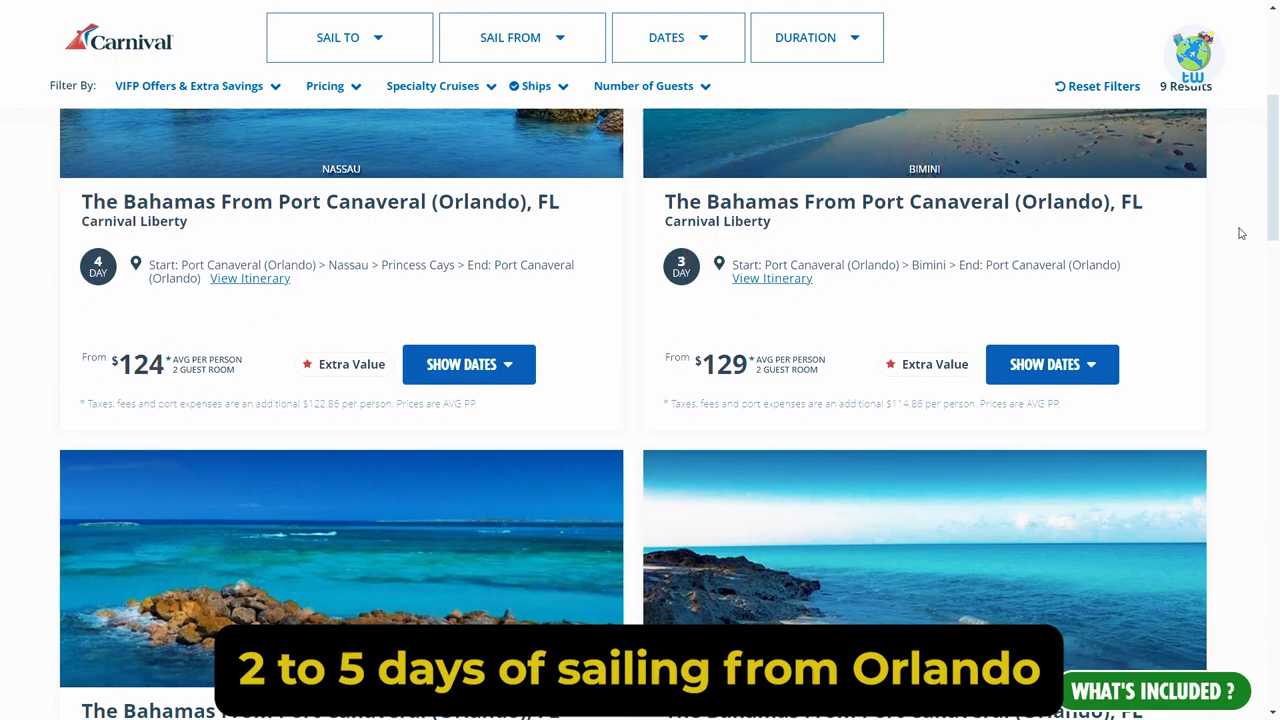 Carnival
SAIL TO
SAIL FROM
DATES
DURATION
tw
Filter By:
VIFP Offers & Extra Savings
Pricing
Specialty Cruises
Ships
Number of Guests
Reset Filters
9 Results
NASSAU
BIMINI
The Bahamas From Port Canaveral (Orlando), FL
Carnival Liberty
4
DAY
Start: Port Canaveral (Orlando) > Nassau > Princess Cays > End: Port Canaveral
(Orlando) View Itinerary
From $124 * AVG PER PERSON
2 GUEST ROOM
Extra Value
SHOW DATES
* Taxes, fees and port expenses are an additional $122.86 per person. Prices are AVG PP.
The Bahamas From Port Canaveral (Orlando), FL
Carnival Liberty
3
DAY
Start: Port Canaveral (Orlando) > Bimini > End: Port Canaveral (Orlando)
View Itinerary
From $129 * AVG PER PERSON
2 GUEST ROOM
Extra Value
SHOW DATES
* Taxes, fees and port expenses are an additional $114.86 per person. Prices are AVG PP.
2 to 5 days of sailing from Orlando
WHAT'S INCLUDED ?